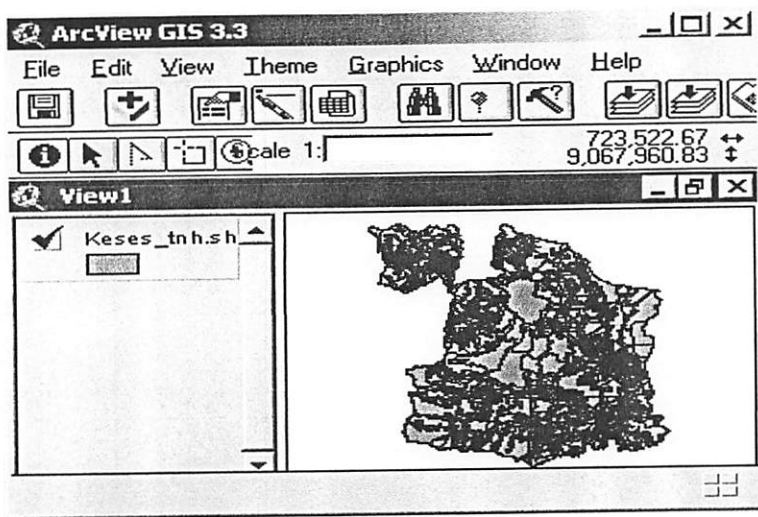 ArcView GIS 3.3
File Edit View Theme Graphics Window Help
Scale 1:
723,522.67
9,067,960.83
View1
Keses_tnh.sh